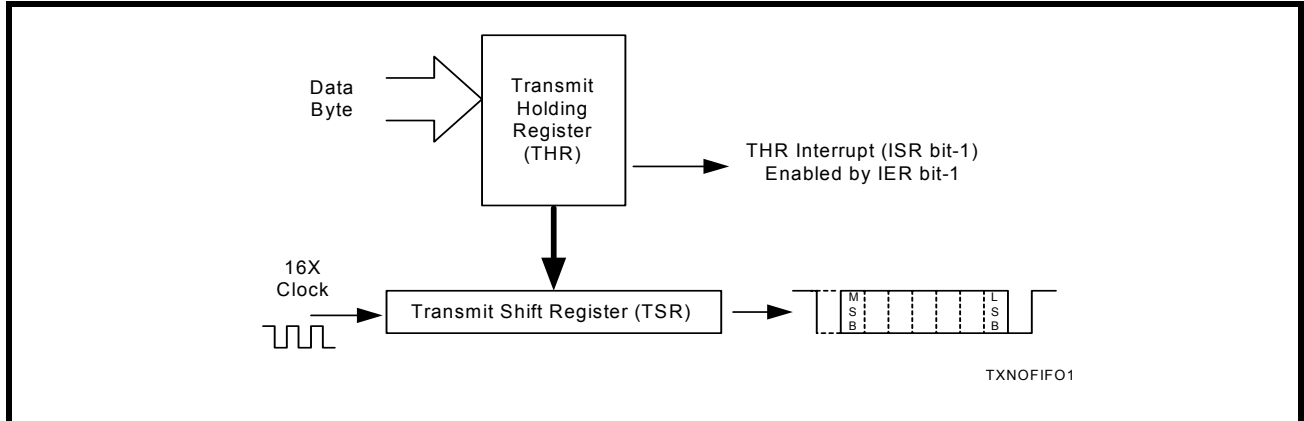 Data
Byte
Transmit
Holding
Register
(THR)
THR Interrupt (ISR bit-1)
Enabled by IER bit-1
16X
Clock
Transmit Shift Register (TSR)
M
S
B
L
S
B
TXNOFIFO1